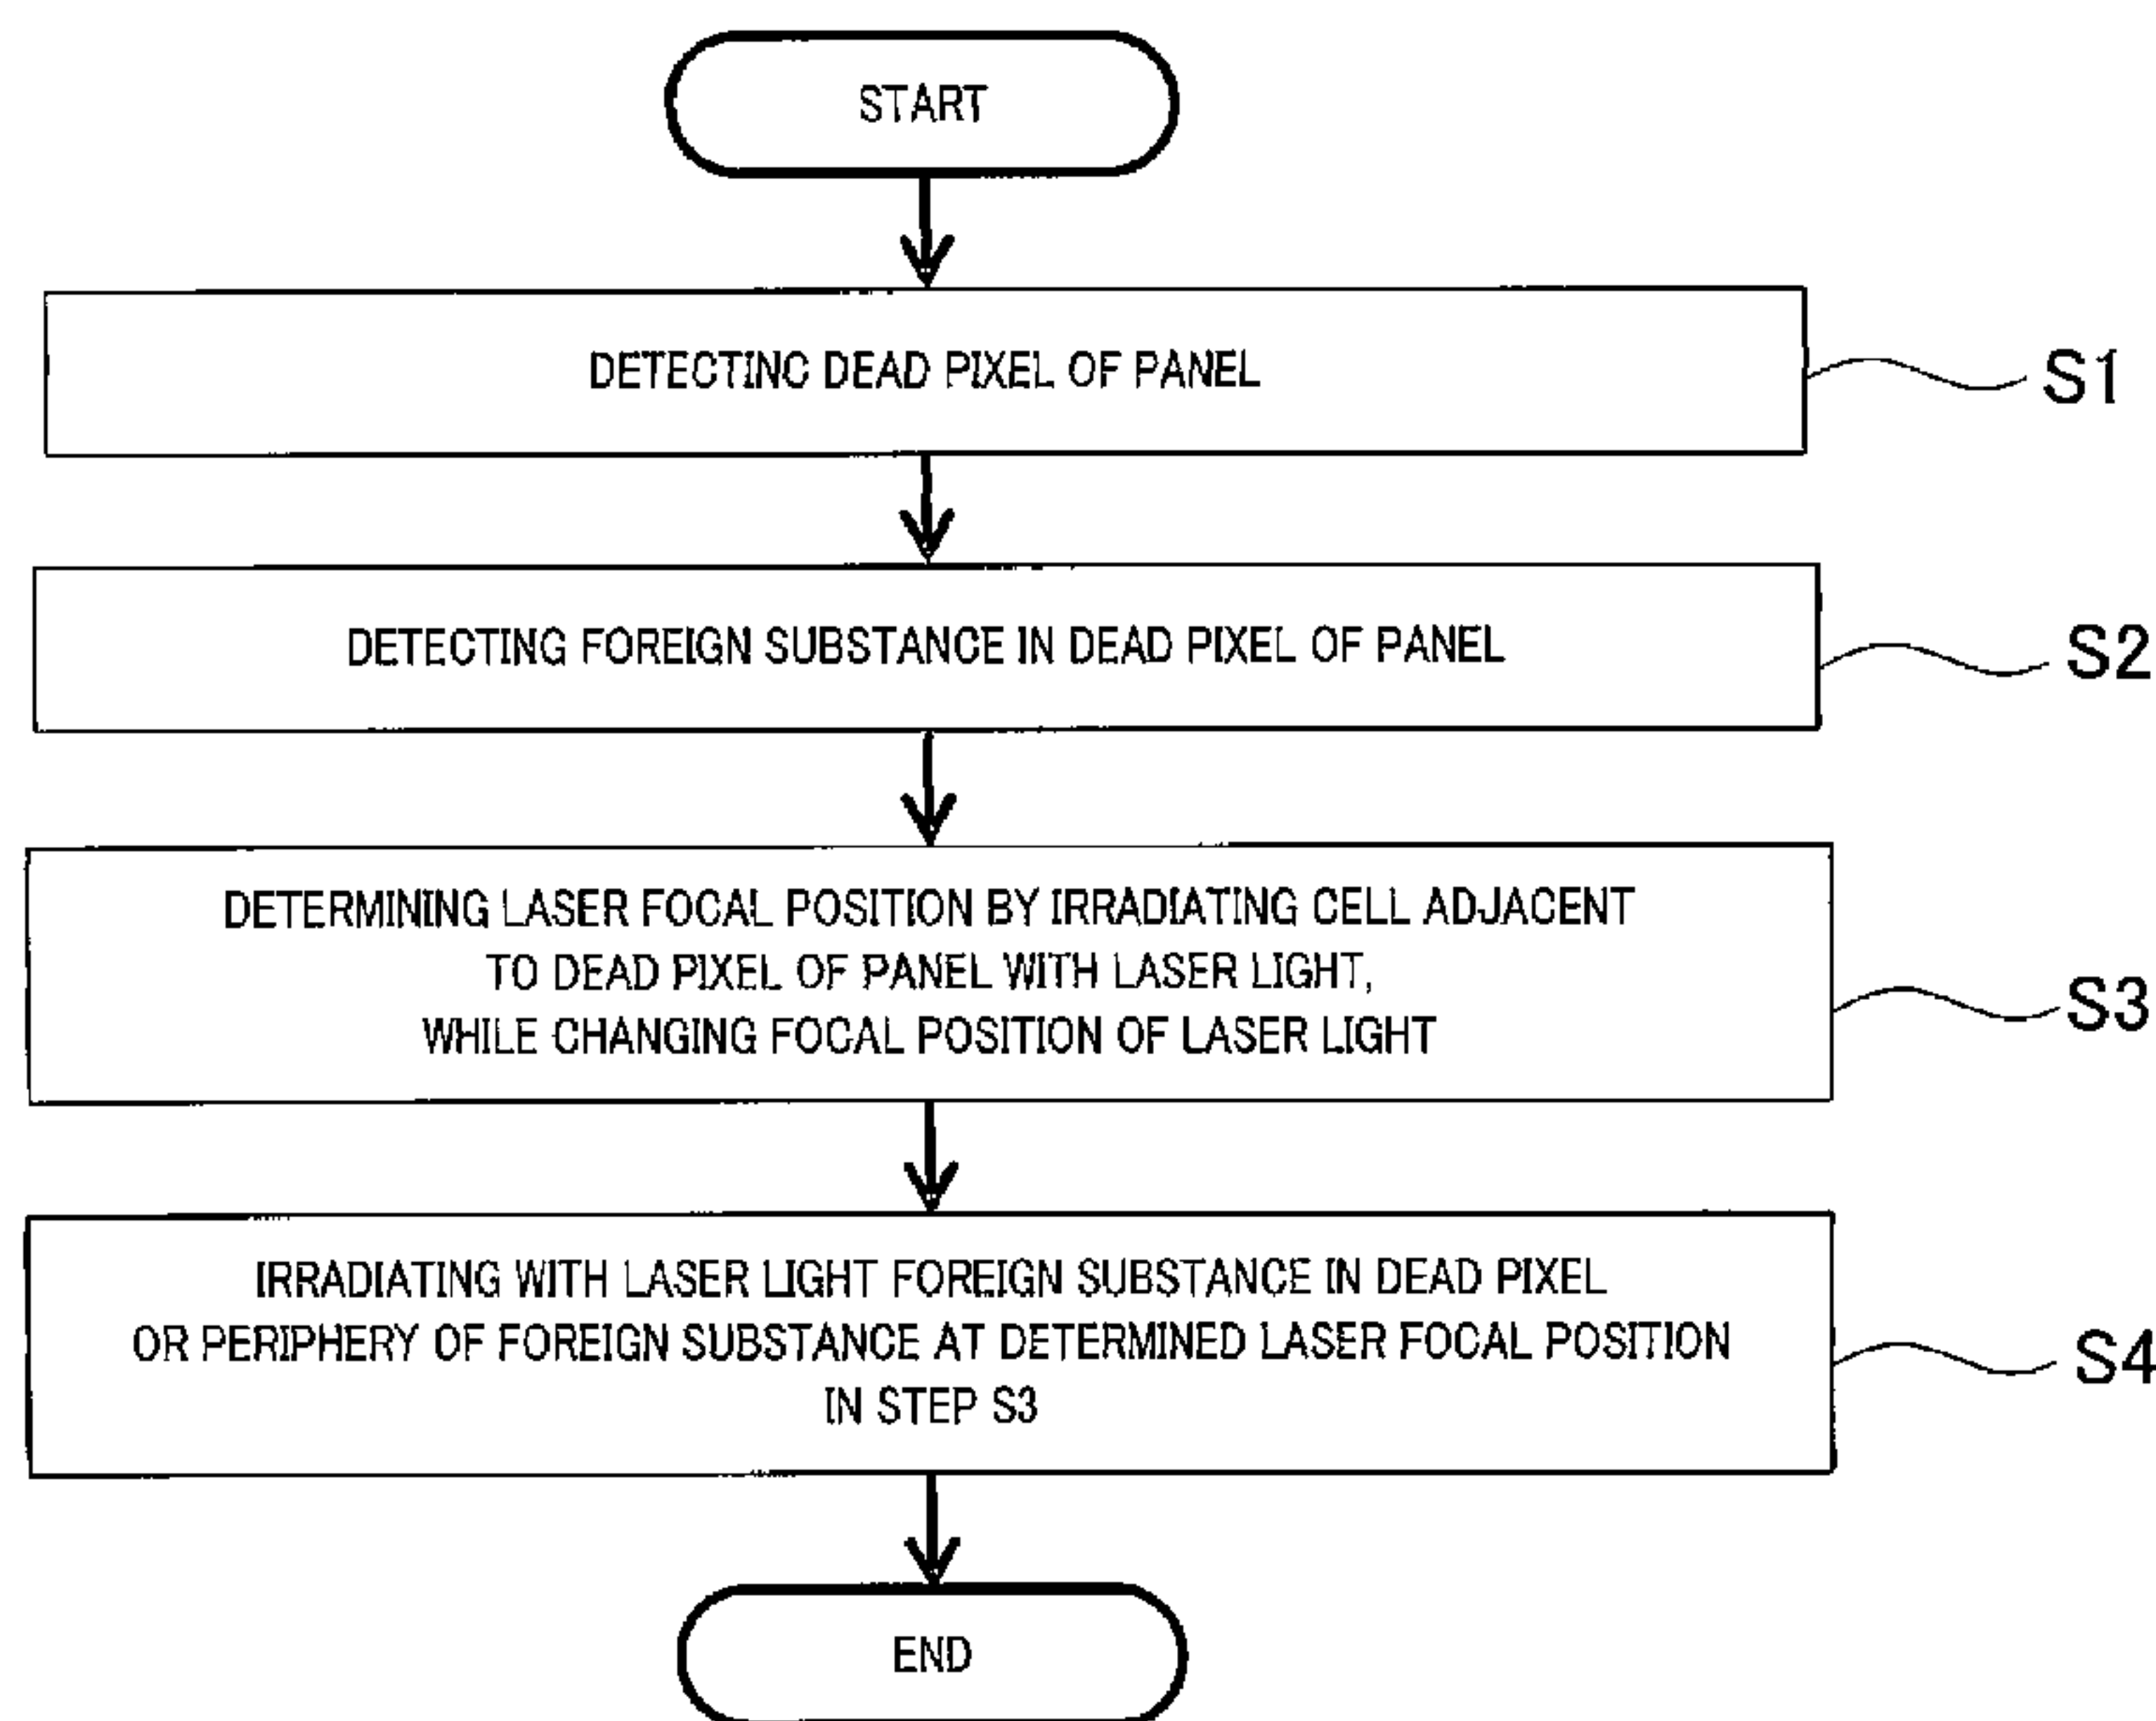 START
DETECTINC DEAD PIXEL OF PANEL
S1
DETECTING FOREIGN SUBSTANCE IN DEAD PIXEL OF PANEL
S2
DETERMINING LASER FOCAL POSITION BY IRRADIATING CELL ADJACENT
TO DEAD PIXEL OF PANEL WITH LASER LIGHT,
WHILE CHANGING FOCAL POSITION OF LASER LIGHT
S3
IRRADIATING WITH LASER LIGHT FOREIGN SUBSTANCE IN DEAD PIXEL
OR PERIPHERY OF FOREIGN SUBSTANCE AT DETERMINED LASER FOCAL POSITION
IN STEP S3
S4
END